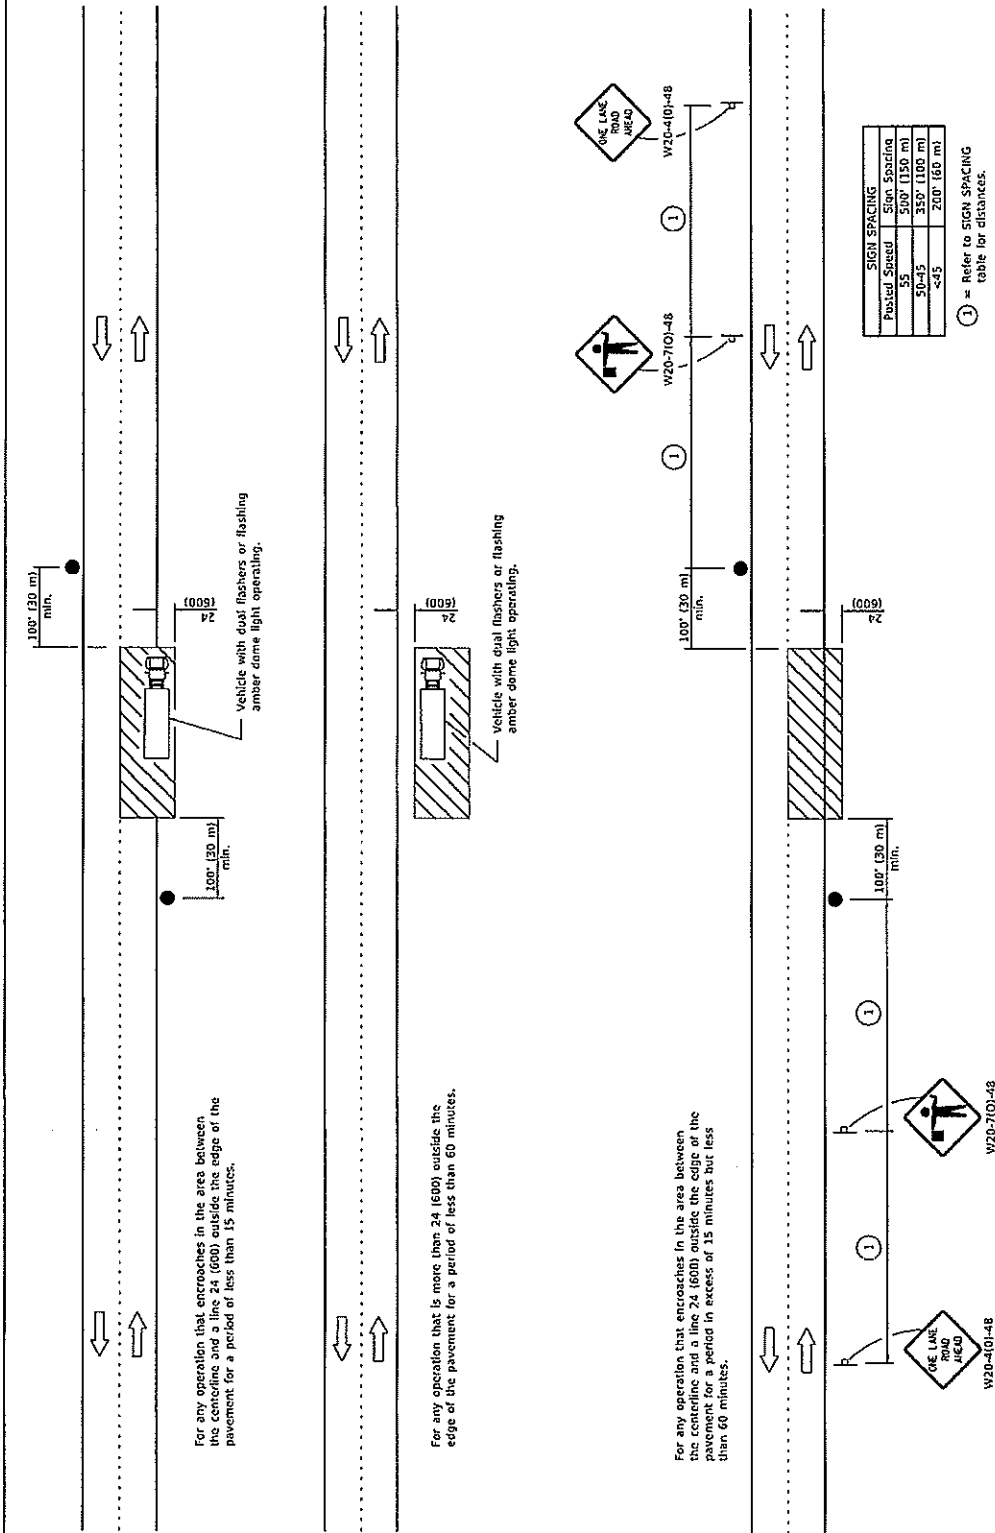 100' (30 m)
min.
24
(600)
Vehicle with dual flashers or flashing
amber dome light operating.
100' (30 m)
min.
For any operation that encroaches in the area between
the centerline and a line 24 (600) outside the edge of the
pavement for a period of less than 15 minutes.
24
(600)
Vehicle with dual flashers or flashing
amber dome light operating.
For any operation that is more than 24 (600) outside the
edge of the pavement for a period of less than 60 minutes.
ONE LANE
ROAD
AHEAD
W20-4(O)-48
1
W20-7(O)-48
1
100' (30 m)
min.
24
(600)
100' (30 m)
min.
For any operation that encroaches in the area between
the centerline and a line 24 (600) outside the edge of the
pavement for a period in excess of 15 minutes but less
than 60 minutes.
1
W20-7(O)-48
1
ONE LANE
ROAD
AHEAD
W20-4(O)-48
SIGN SPACING
Posted Speed Sign Spacing
55 500' (150 m)
50-45 350' (100 m)
<45 200' (60 m)
1 = Refer to SIGN SPACING
table for distances.